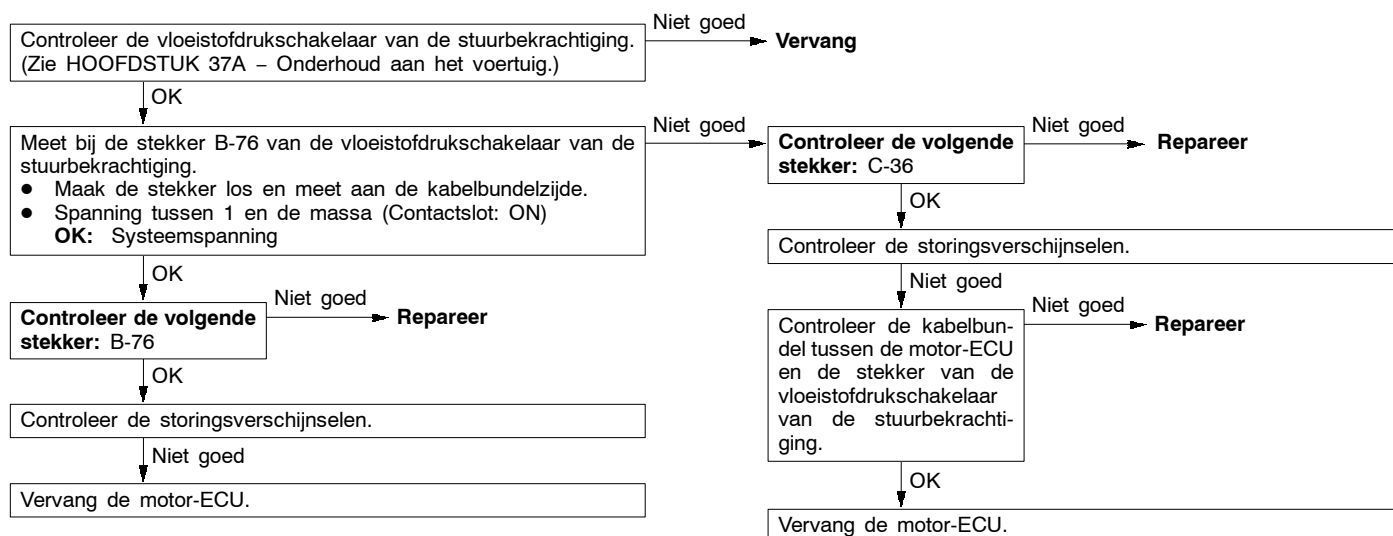 Controleer de vloeistofdrukschakelaar van de stuurbekrachtiging.
(Zie HOOFDSTUK 37A – Onderhoud aan het voertuig.)
Niet goed
Vervang
OK
Meet bij de stekker B-76 van de vloeistofdrukschakelaar van de
stuurbekrachtiging.
● Maak de stekker los en meet aan de kabelbundelzijde.
● Spanning tussen 1 en de massa (Contactslot: ON)
OK: Systeemspanning
Niet goed
Controleer de volgende
stekker: C-36
Niet goed
Repareer
OK
Controleer de storingsverschijnselen.
Niet goed
Controleer de kabelbun-
del tussen de motor-ECU
en de stekker van de
vloeistofdrukschakelaar
van de stuurbekrachti-
ging.
Niet goed
Repareer
OK
Vervang de motor-ECU.
OK
Controleer de volgende
stekker: B-76
Niet goed
Repareer
OK
Controleer de storingsverschijnselen.
Niet goed
Vervang de motor-ECU.